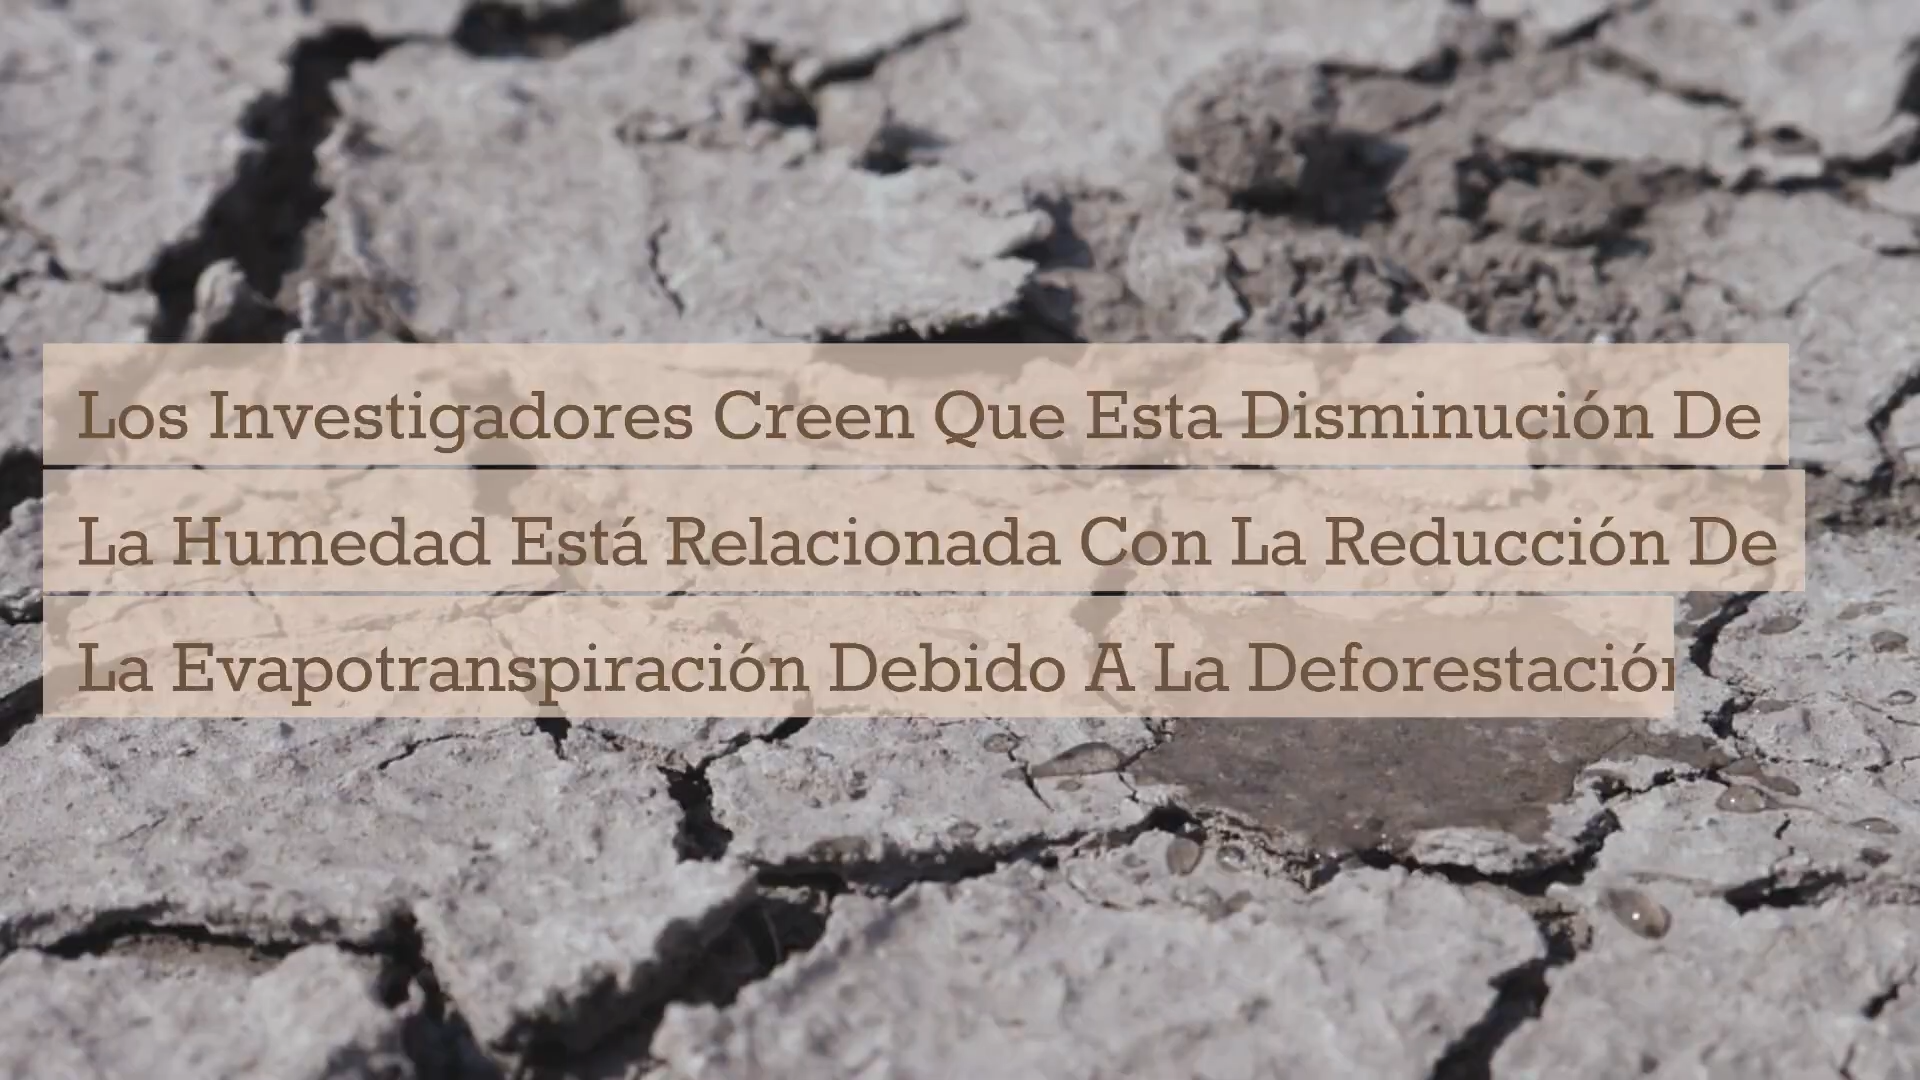 Los Investigadores Creen Que Esta Disminución De
La Humedad Está Relacionada Con La Reducción De
La Evapotranspiración Debido A La Deforestación